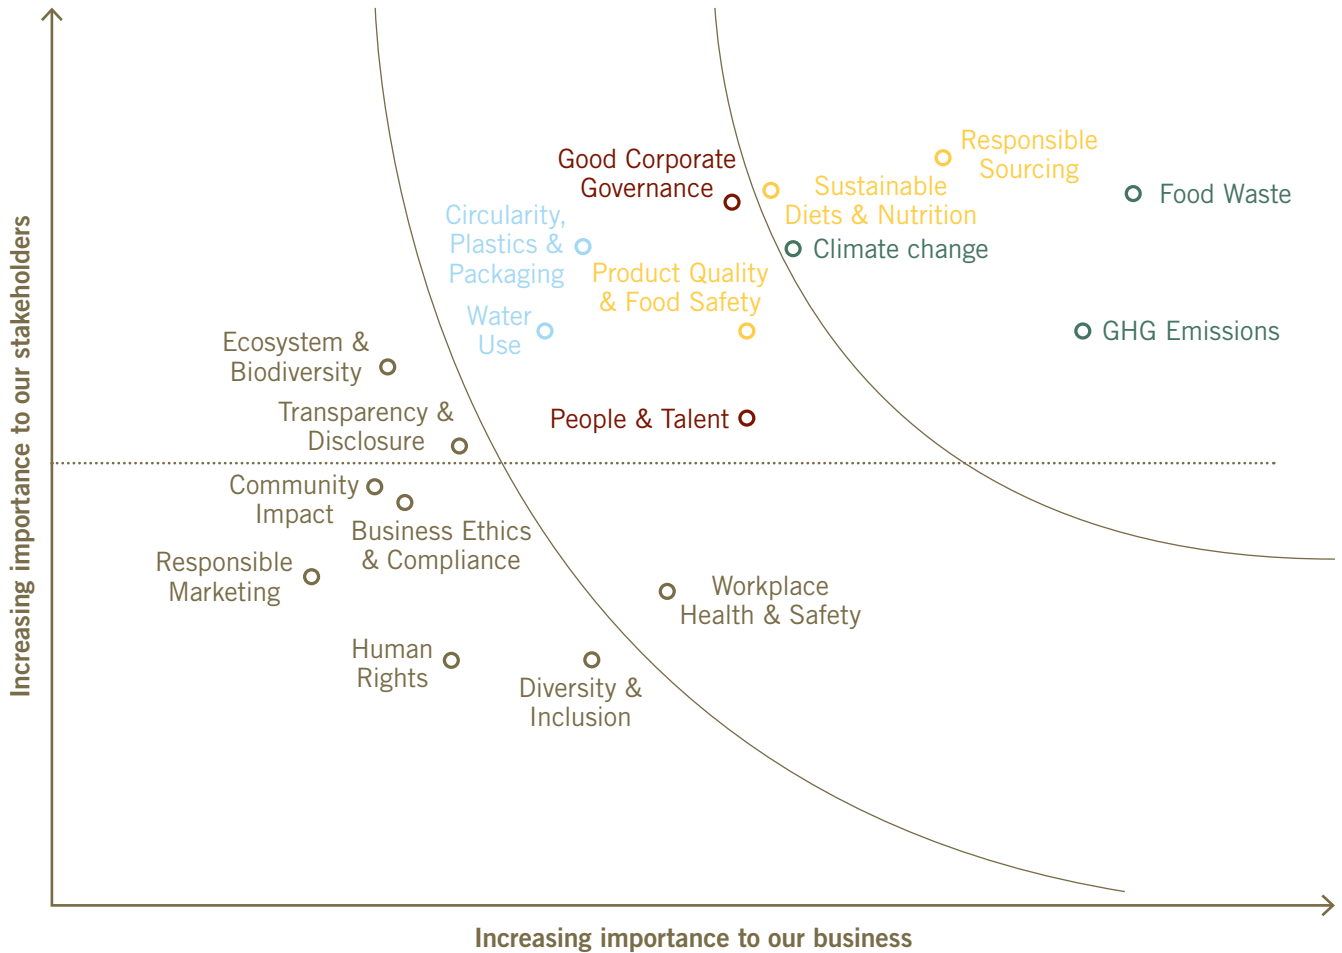 Increasing importance to our stakeholders
Responsible
Sourcing
Good Corporate
Governance
Sustainable
Diets & Nutrition
Food Waste
Circularity,
Plastics &
Packaging
Climate change
Product Quality
& Food Safety
Water
Use
GHG Emissions
Ecosystem &
Biodiversity
Transparency &
Disclosure
People & Talent
Community
Impact
Business Ethics
& Compliance
Responsible
Marketing
Workplace
Health & Safety
Human
Rights
Diversity &
Inclusion
Increasing importance to our business